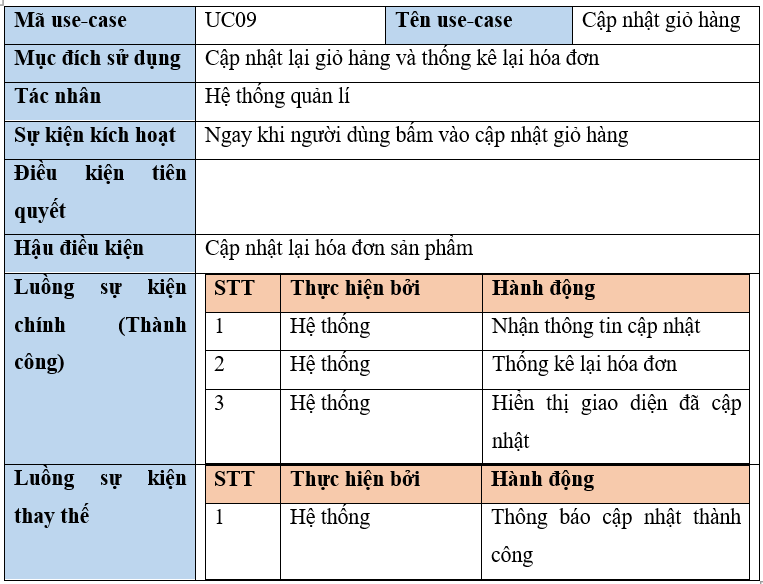 Mã use-case UC09 Tên use-case Cập nhật giỏ hàng
Mục đích sử dụng Cập nhật lại giỏ hảng và thống kê lại hóa đơn
Tác nhân Hệ thống quản lí
Sự kiện kích hoạt Ngay khi người dùng bấm vào cập nhật giỏ hàng
Điều kiện tiên
quyết
Hậu điều kiện Cập nhật lại hóa đơn sản phẩm
Luồng sự kiện
chính (Thành
công)
STT Thực hiện bởi Hành động
1 Hệ thống Nhận thông tin cập nhật
2 Hệ thống Thống kê lại hóa đơn
3 Hệ thống Hiển thị giao diện đã cập
nhật
Luồng sự kiện
thay thế
STT Thực hiện bởi Hành động
1 Hệ thống Thông báo cập nhật thành
công